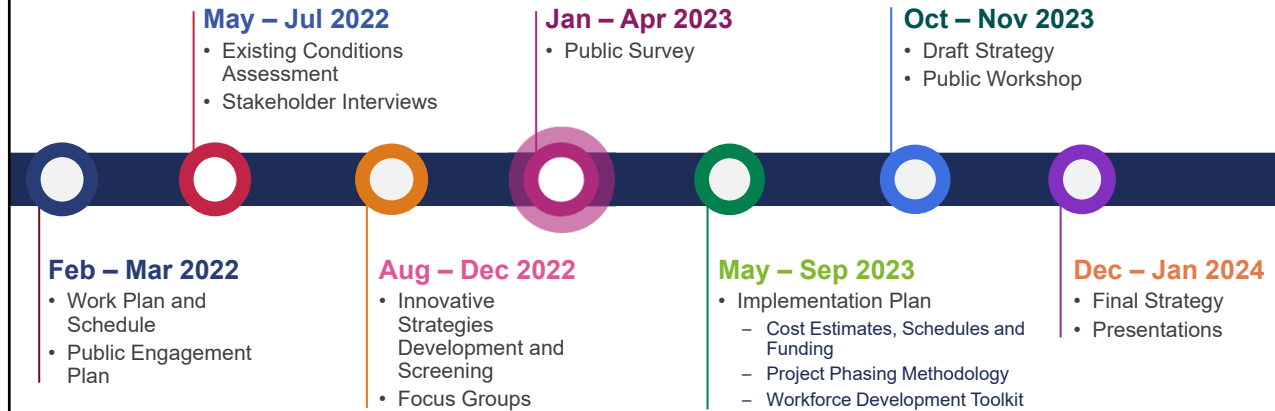 May – Jul 2022
• Existing Conditions
Assessment
• Stakeholder Interviews
Jan – Apr 2023
• Public Survey
Oct – Nov 2023
• Draft Strategy
• Public Workshop
Feb – Mar 2022
• Work Plan and
Schedule
• Public Engagement
Plan
Aug – Dec 2022
• Innovative
Strategies
Development and
Screening
• Focus Groups
May – Sep 2023
• Implementation Plan
– Cost Estimates, Schedules and
Funding
– Project Phasing Methodology
– Workforce Development Toolkit
Dec – Jan 2024
• Final Strategy
• Presentations